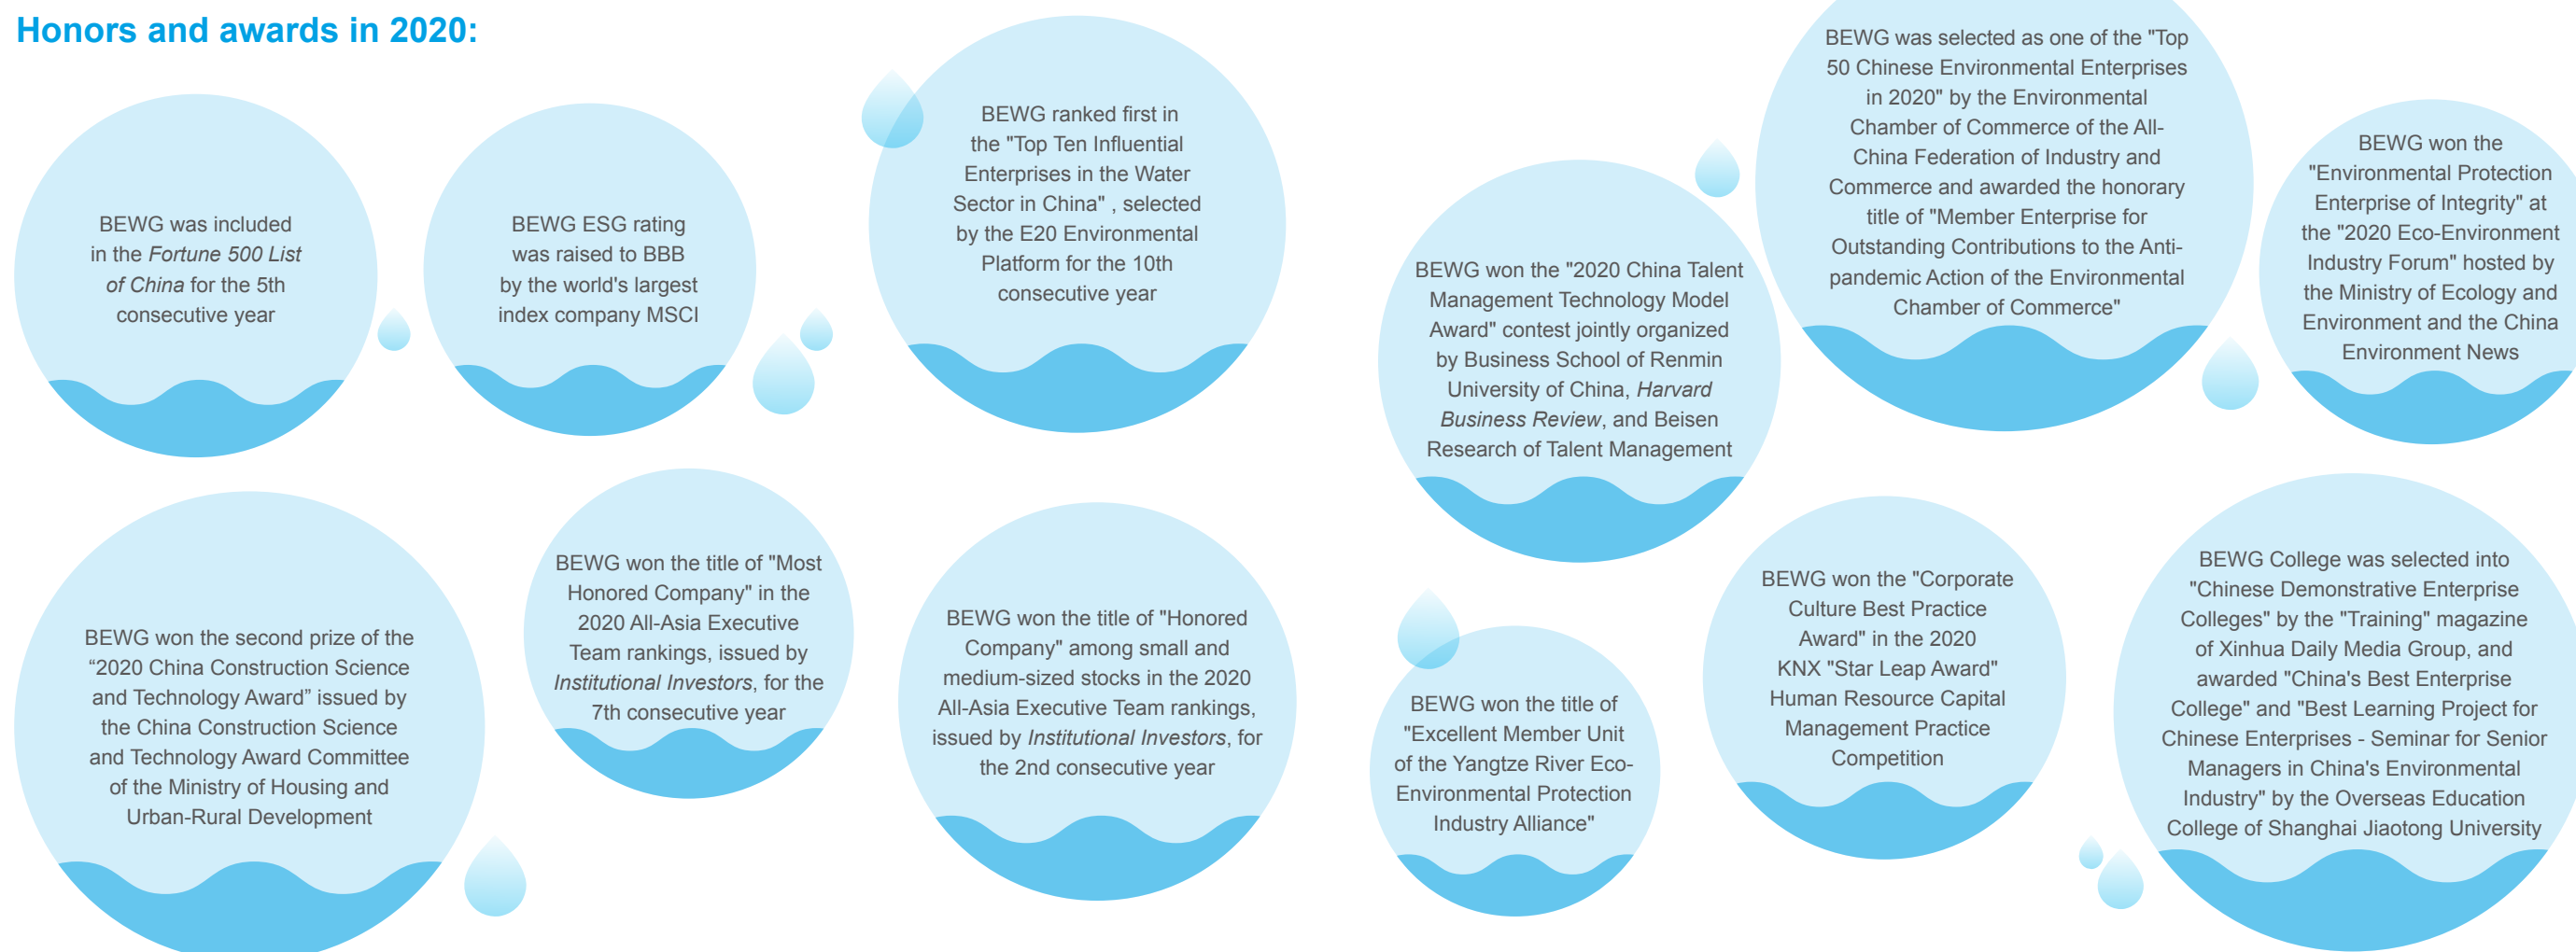 Honors and awards in 2020:
BEWG was included
in the Fortune 500 List
of China for the 5th
consecutive year
BEWG ESG rating
was raised to BBB
by the world's largest
index company MSCI
BEWG ranked first in
the "Top Ten Influential
Enterprises in the Water
Sector in China" , selected
by the E20 Environmental
Platform for the 10th
consecutive year
BEWG won the second prize of the
“2020 China Construction Science
and Technology Award” issued by
the China Construction Science
and Technology Award Committee
of the Ministry of Housing and
Urban-Rural Development
BEWG won the title of "Most
Honored Company" in the
2020 All-Asia Executive
Team rankings, issued by
Institutional Investors, for the
7th consecutive year
BEWG won the title of "Honored
Company" among small and
medium-sized stocks in the 2020
All-Asia Executive Team rankings,
issued by Institutional Investors, for
the 2nd consecutive year
BEWG won the "2020 China Talent
Management Technology Model
Award" contest jointly organized
by Business School of Renmin
University of China, Harvard
Business Review, and Beisen
Research of Talent Management
BEWG was selected as one of the "Top
50 Chinese Environmental Enterprises
in 2020" by the Environmental
Chamber of Commerce of the All-
China Federation of Industry and
Commerce and awarded the honorary
title of "Member Enterprise for
Outstanding Contributions to the Anti-
pandemic Action of the Environmental
Chamber of Commerce"
BEWG won the
"Environmental Protection
Enterprise of Integrity" at
the "2020 Eco-Environment
Industry Forum" hosted by
the Ministry of Ecology and
Environment and the China
Environment News
BEWG won the title of
"Excellent Member Unit
of the Yangtze River Eco-
Environmental Protection
Industry Alliance"
BEWG won the "Corporate
Culture Best Practice
Award" in the 2020
KNX "Star Leap Award"
Human Resource Capital
Management Practice
Competition
BEWG College was selected into
"Chinese Demonstrative Enterprise
Colleges" by the "Training" magazine
of Xinhua Daily Media Group, and
awarded "China's Best Enterprise
College" and "Best Learning Project for
Chinese Enterprises - Seminar for Senior
Managers in China's Environmental
Industry" by the Overseas Education
College of Shanghai Jiaotong University